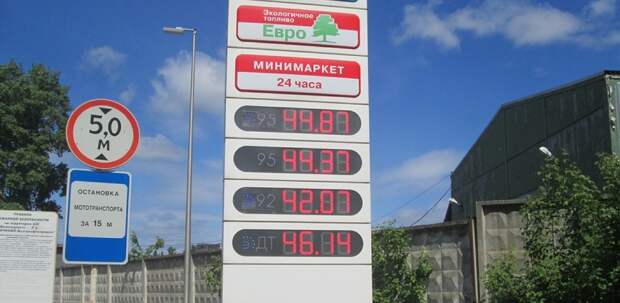 Экологичное
топливо
Евро
МИНИМАРКЕТ
24 часа
95 44.87
95 44.37
92 42.07
ДТ 46.14
5,0
М
ОСТАНОВКА
МОТОТРАНСПОРТА
ЗА 15 М